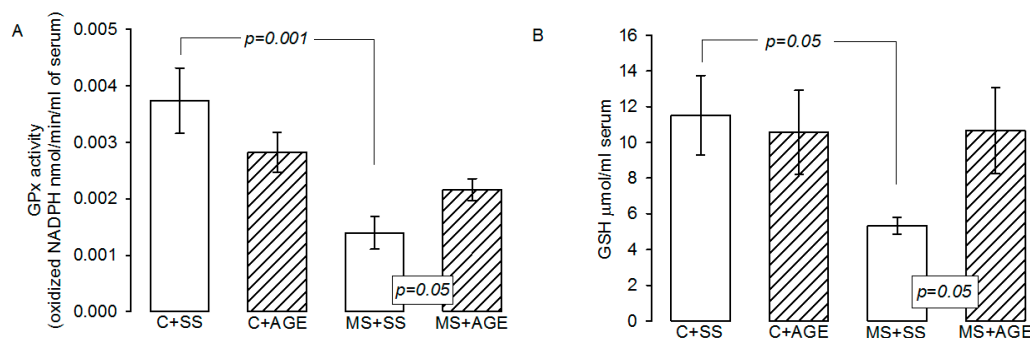 A
GPx activity
(oxidized NADPH nmol/min/ml of serum)
0.005
0.004
0.003
0.002
0.001
0.000
p=0.001
p=0.05
C+SS
C+AGE
MS+SS
MS+AGE
B
GSH μmol/ml serum
16
14
12
10
8
6
4
2
0
p=0.05
p=0.05
C+SS
C+AGE
MS+SS
MS+AGE